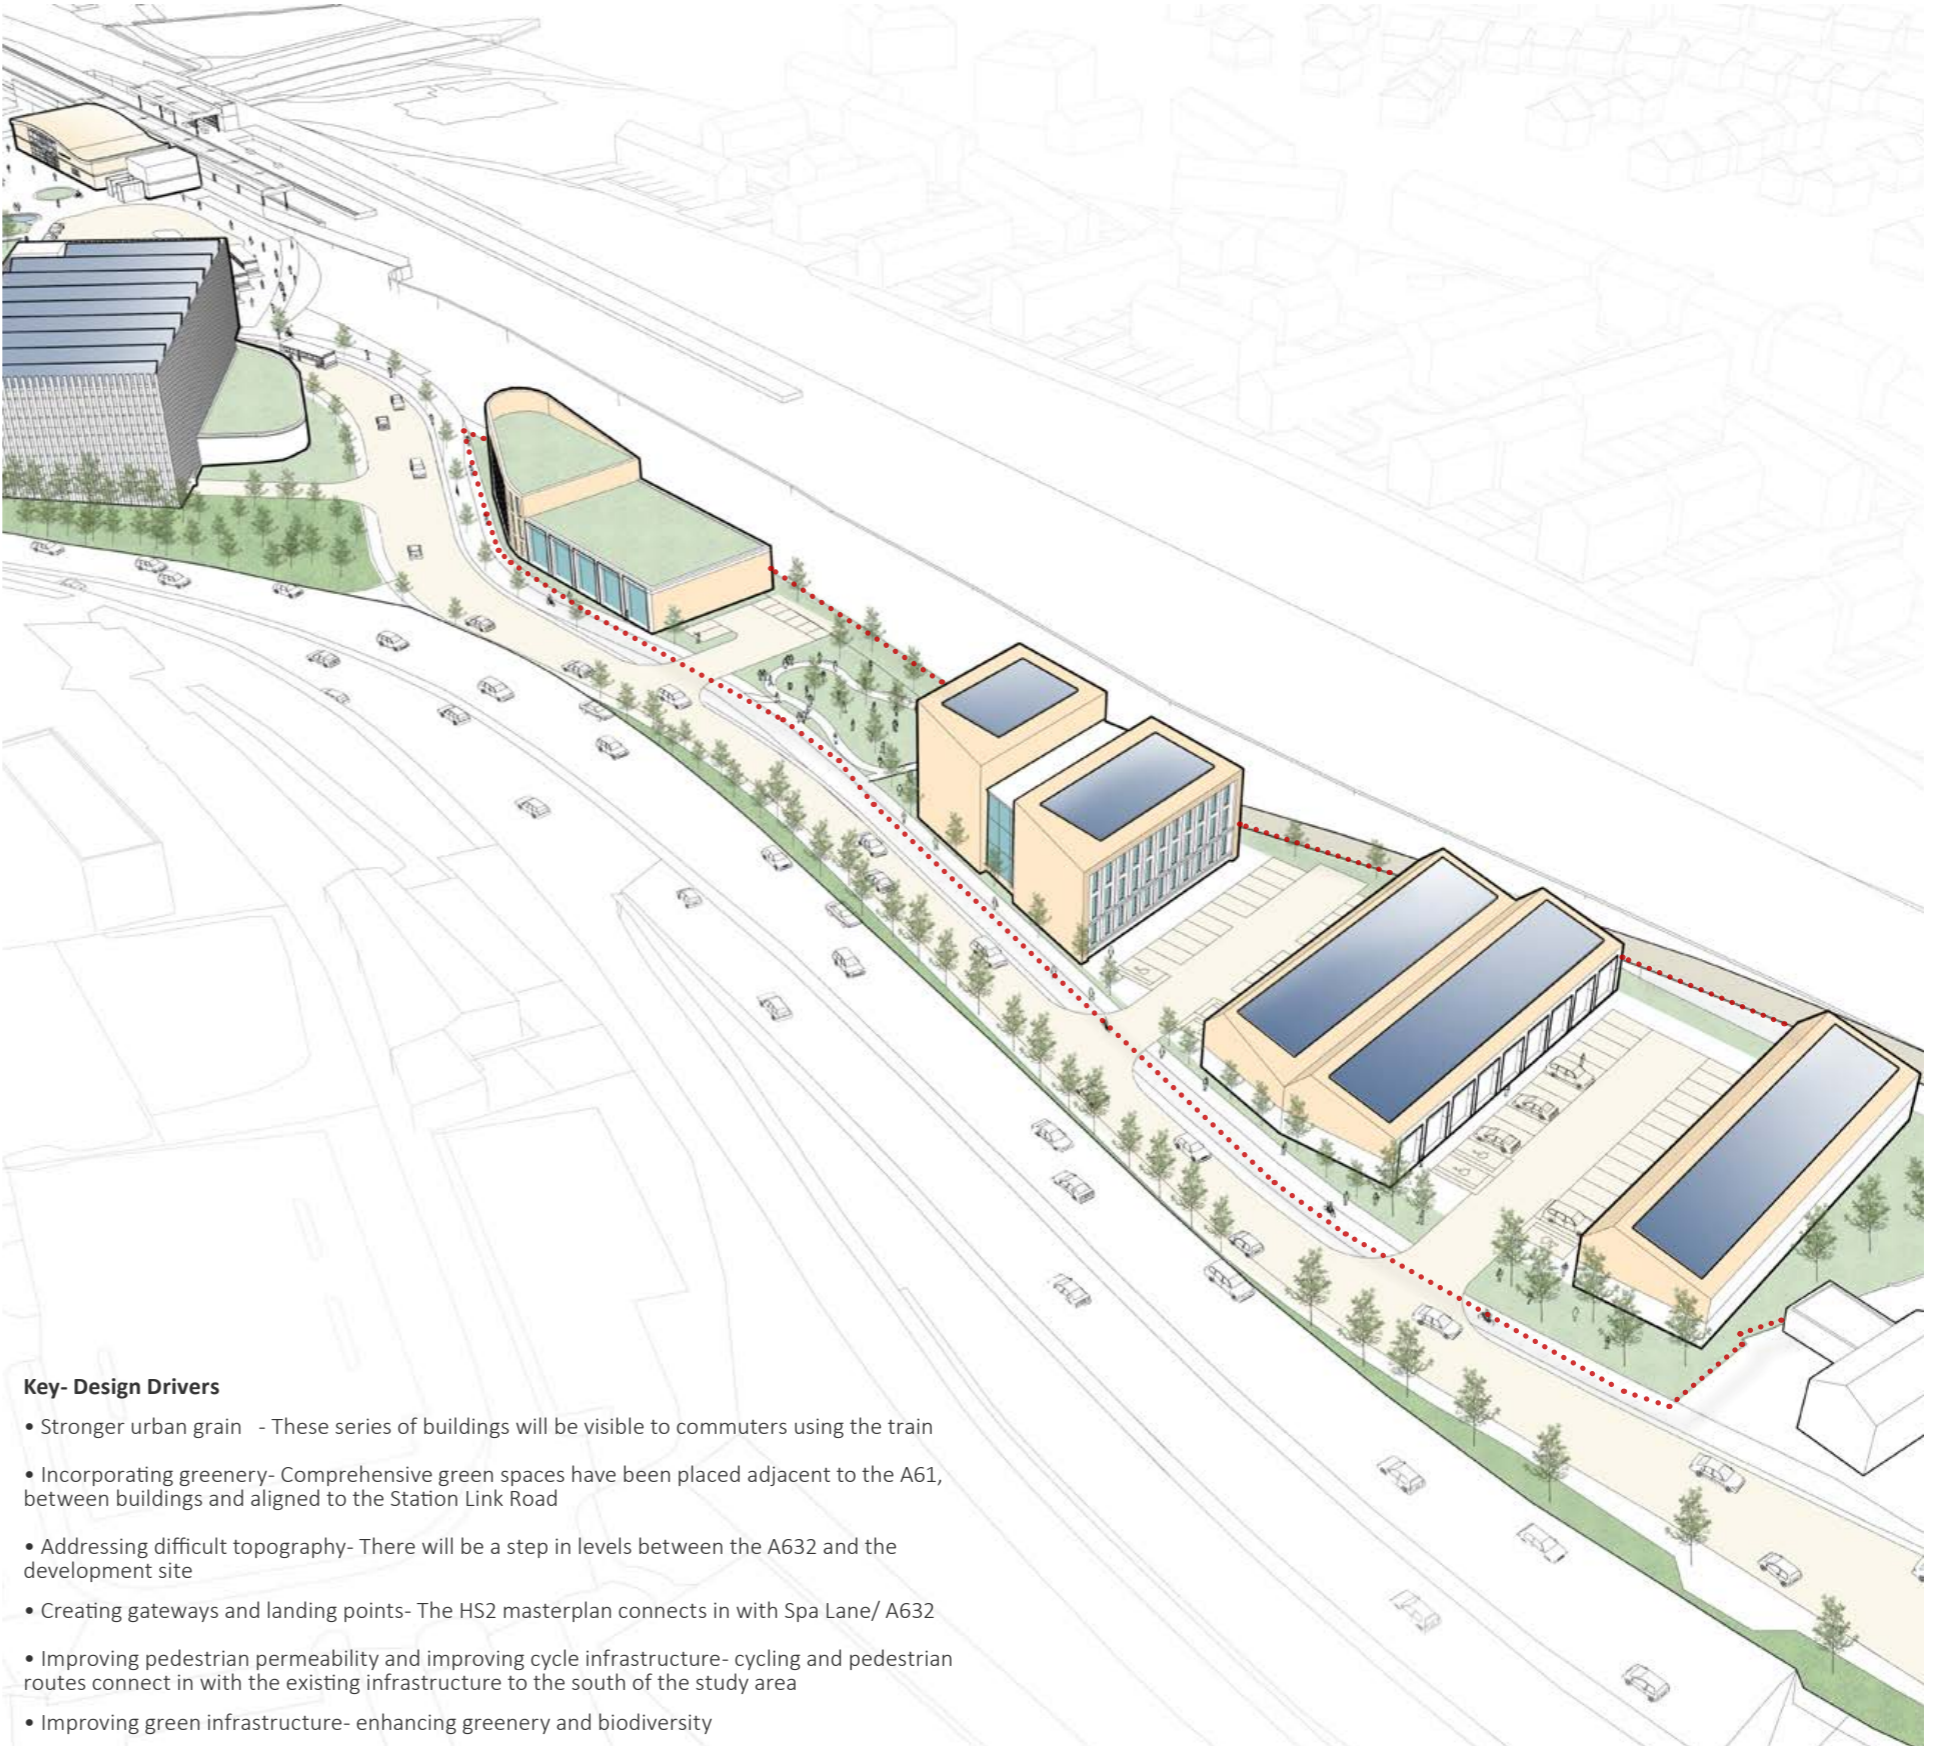 Key- Design Drivers
• Stronger urban grain - These series of buildings will be visible to commuters using the train
• Incorporating greenery- Comprehensive green spaces have been placed adjacent to the A61,
between buildings and aligned to the Station Link Road
• Addressing difficult topography- There will be a step in levels between the A632 and the
development site
• Creating gateways and landing points- The HS2 masterplan connects in with Spa Lane/ A632
• Improving pedestrian permeability and improving cycle infrastructure- cycling and pedestrian
routes connect in with the existing infrastructure to the south of the study area
• Improving green infrastructure- enhancing greenery and biodiversity